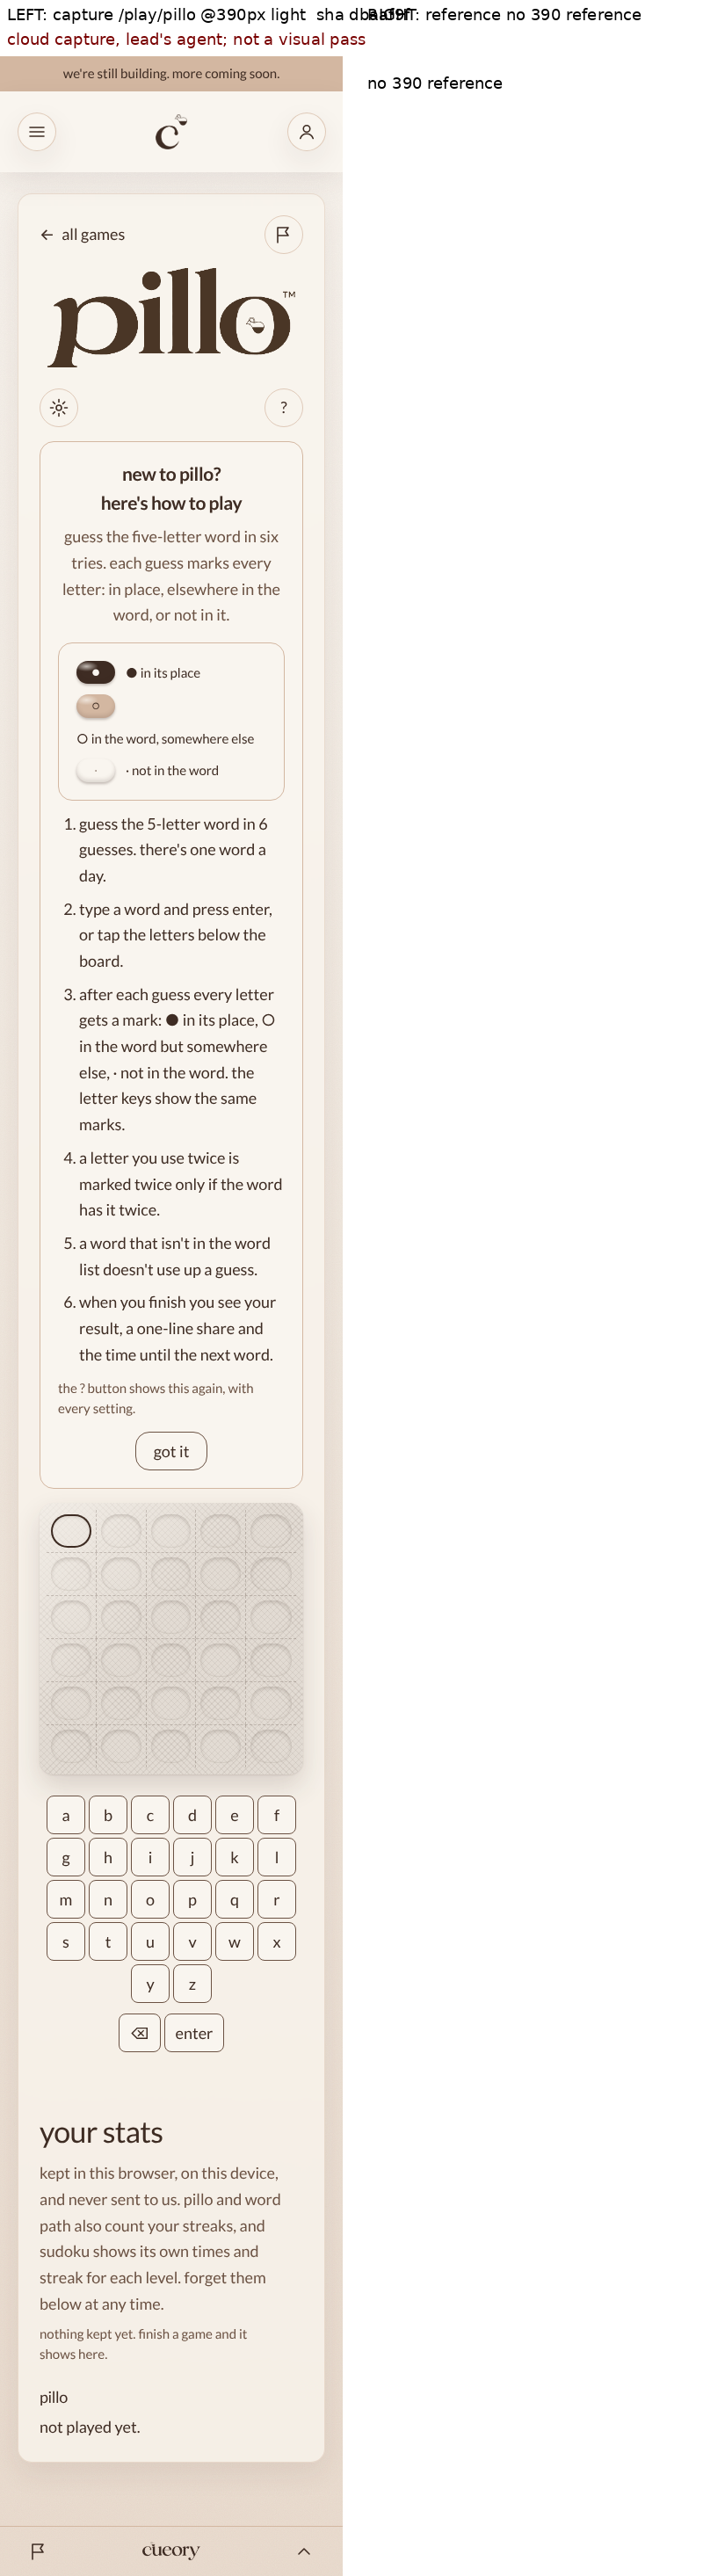 LEFT: capture /play/pillo @390px light sha
RIGHT: reference no 390 reference
cloud capture, lead's agent; not a visual pass
no 390 reference
we're still building. more coming soon.
c
← all games
pillo™
?
new to pillo?
here's how to play
guess the five-letter word in six
tries. each guess marks every
letter: in place, elsewhere in the
word, or not in it.
● in its place
○ in the word, somewhere else
· not in the word
1. guess the 5-letter word in 6
guesses. there's one word a
day.
2. type a word and press enter,
or tap the letters below the
board.
3. after each guess every letter
gets a mark: ● in its place, ○
in the word but somewhere
else, · not in the word. the
letter keys show the same
marks.
4. a letter you use twice is
marked twice only if the word
has it twice.
5. a word that isn't in the word
list doesn't use up a guess.
6. when you finish you see your
result, a one-line share and
the time until the next word.
the ? button shows this again, with
every setting.
got it
a b c d e f
g h i j k l
m n o p q r
s t u v w x
y z
⌫ enter
your stats
kept in this browser, on this device,
and never sent to us. pillo and word
path also count your streaks, and
sudoku shows its own times and
streak for each level. forget them
below at any time.
nothing kept yet. finish a game and it
shows here.
pillo
not played yet.
cueory